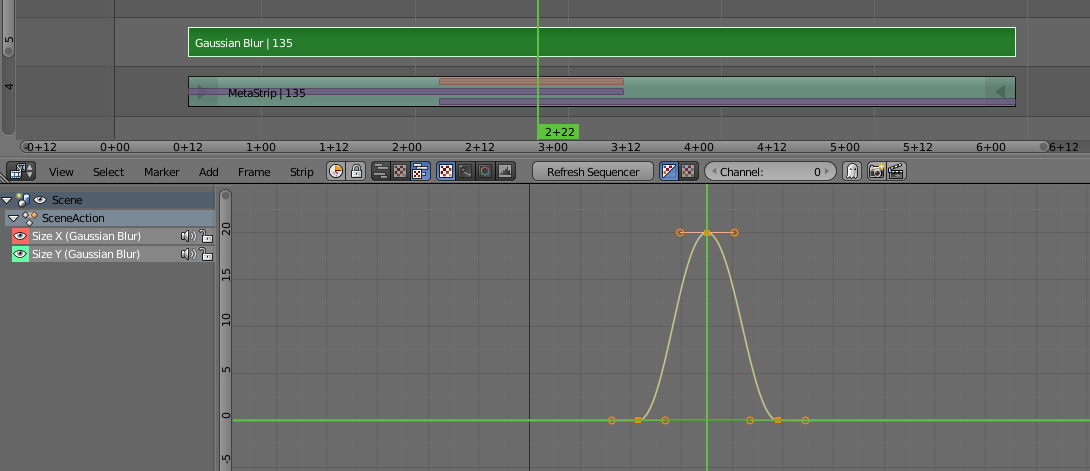 5
Gaussian Blur | 135
4
MetaStrip | 135
2+22
0+12 0+00 0+12 1+00 1+12 2+00 2+12 3+00 3+12 4+00 4+12 5+00 5+12 6+00 6+12
View Select Marker Add Frame Strip Refresh Sequencer Channel: 0
Scene
SceneAction
Size X (Gaussian Blur)
Size Y (Gaussian Blur)
20
15
10
5
0
-5